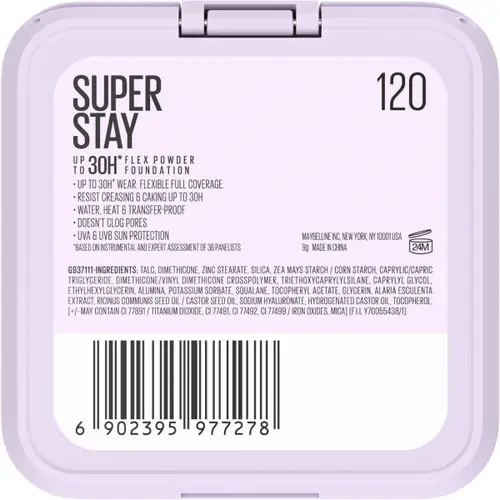 SUPER
STAY
120
UP TO 30H* FLEX POWDER FOUNDATION
• UP TO 30H* WEAR. FLEXIBLE FULL COVERAGE.
• RESIST CREASING & CAKING UP TO 30H
• WATER, HEAT & TRANSFER-PROOF
• DOESN'T CLOG PORES
• UVA & UVB SUN PROTECTION
*BASED ON INSTRUMENTAL AND EXPERT ASSESSMENT OF 36 PANELISTS.
MAYBELLINE INC, NEW YORK, NY 10001 USA
9g MADE IN CHINA
24M
G937111-INGREDIENTS: TALC, DIMETHICONE, ZINC STEARATE, SILICA, ZEA MAYS STARCH / CORN STARCH, CAPRYLIC/CAPRIC
TRIGLYCERIDE, DIMETHICONE/VINYL DIMETHICONE CROSSPOLYMER, TRIETHOXYCAPRYLYLSILANE, CAPRYLYL GLYCOL,
ETHYLHEXYLGLYCERIN, ALUMINA, POTASSIUM SORBATE, SQUALANE, TOCOPHERYL ACETATE, GLYCERIN, ALARIA ESCULENTA
EXTRACT, RICINUS COMMUNIS SEED OIL / CASTOR SEED OIL, SODIUM HYALURONATE, HYDROGENATED CASTOR OIL, TOCOPHEROL.
[+/- MAY CONTAIN CI 77891 / TITANIUM DIOXIDE, CI 77491, CI 77492, CI 77499 / IRON OXIDES, MICA] (F.I.L Y70055438/1)
6 902395 977278